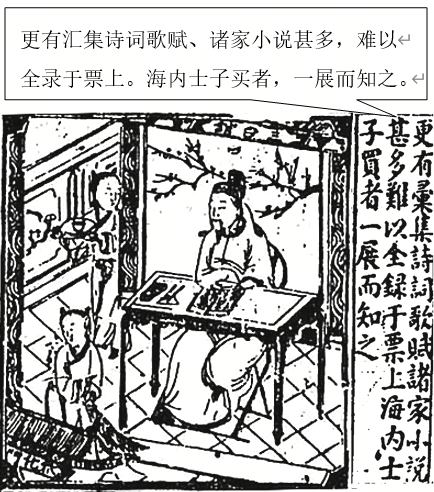 更有汇集诗词歌赋、诸家小说甚多，难以
全录于票上。海内士子买者，一展而知之。
更有彙集詩詞歌賦諸家小說
甚多難以全錄于票上海內士
子買者一展而知之